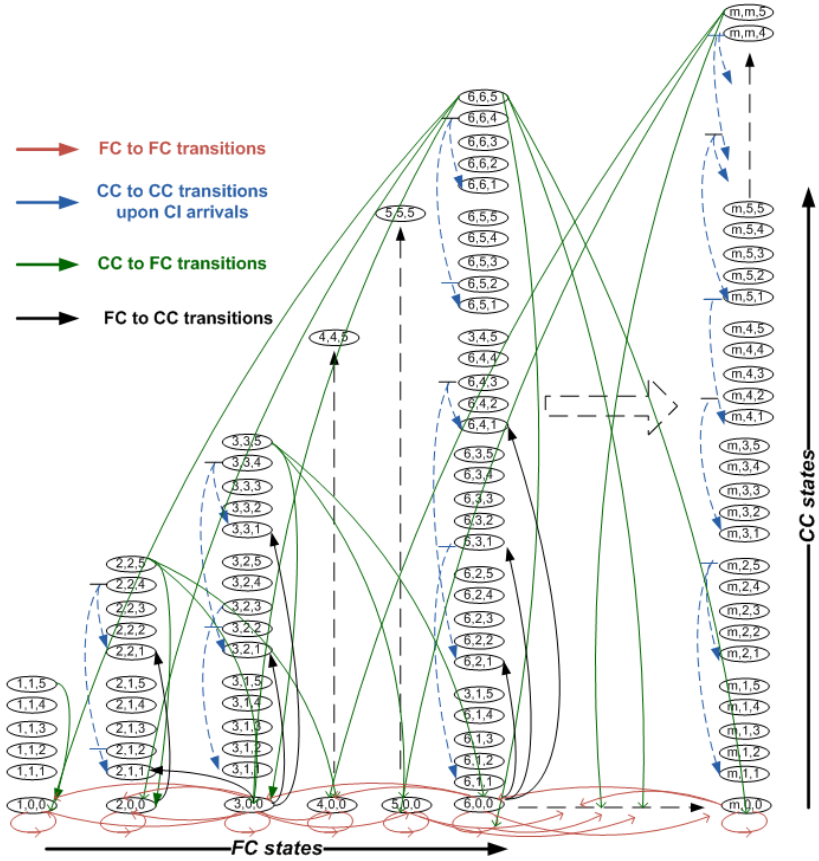 m,m,5
m,m,4
6,6,5
6,6,4
6,6,3
6,6,2
6,6,1
FC to FC transitions
CC to CC transitions
upon CI arrivals
CC to FC transitions
FC to CC transitions
5,5,5
6,5,5
6,5,4
6,5,3
6,5,2
6,5,1
m,5,5
m,5,4
m,5,3
m,5,2
m,5,1
4,4,5
3,4,5
6,4,4
6,4,3
6,4,2
6,4,1
m,4,5
m,4,4
m,4,3
m,4,2
m,4,1
3,3,5
3,3,4
3,3,3
3,3,2
3,3,1
6,3,5
6,3,4
6,3,3
6,3,2
6,3,1
m,3,5
m,3,4
m,3,3
m,3,2
m,3,1
CC states
2,2,5
2,2,4
2,2,3
2,2,2
2,2,1
3,2,5
3,2,4
3,2,3
3,2,2
3,2,1
6,2,5
6,2,4
6,2,3
6,2,2
6,2,1
m,2,5
m,2,4
m,2,3
m,2,2
m,2,1
1,1,5
1,1,4
1,1,3
1,1,2
1,1,1
2,1,5
2,1,4
2,1,3
2,1,2
2,1,1
3,1,5
3,1,4
3,1,3
3,1,2
3,1,1
3,1,5
6,1,4
6,1,3
6,1,2
6,1,1
m,1,5
m,1,4
m,1,3
m,1,2
m,1,1
1,0,0
2,0,0
3,0,0
4,0,0
5,0,0
6,0,0
m,0,0
FC states